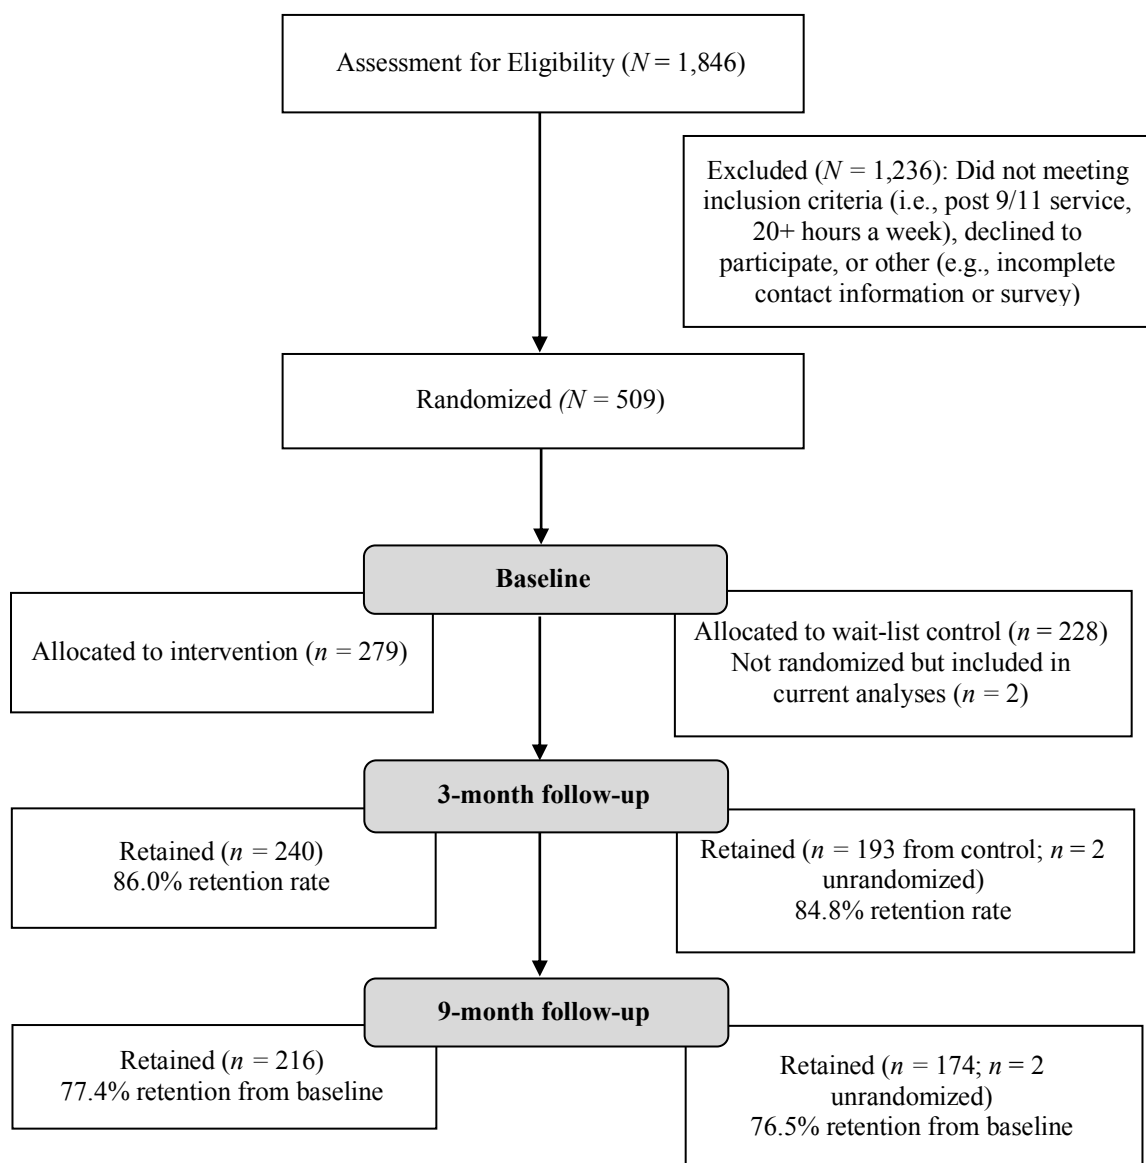 Assessment for Eligibility (N = 1,846)
Excluded (N = 1,236): Did not meeting
inclusion criteria (i.e., post 9/11 service,
20+ hours a week), declined to
participate, or other (e.g., incomplete
contact information or survey)
Randomized (N = 509)
Baseline
Allocated to intervention (n = 279)
Allocated to wait-list control (n = 228)
Not randomized but included in
current analyses (n = 2)
3-month follow-up
Retained (n = 240)
86.0% retention rate
Retained (n = 193 from control; n = 2
unrandomized)
84.8% retention rate
9-month follow-up
Retained (n = 216)
77.4% retention from baseline
Retained (n = 174; n = 2
unrandomized)
76.5% retention from baseline